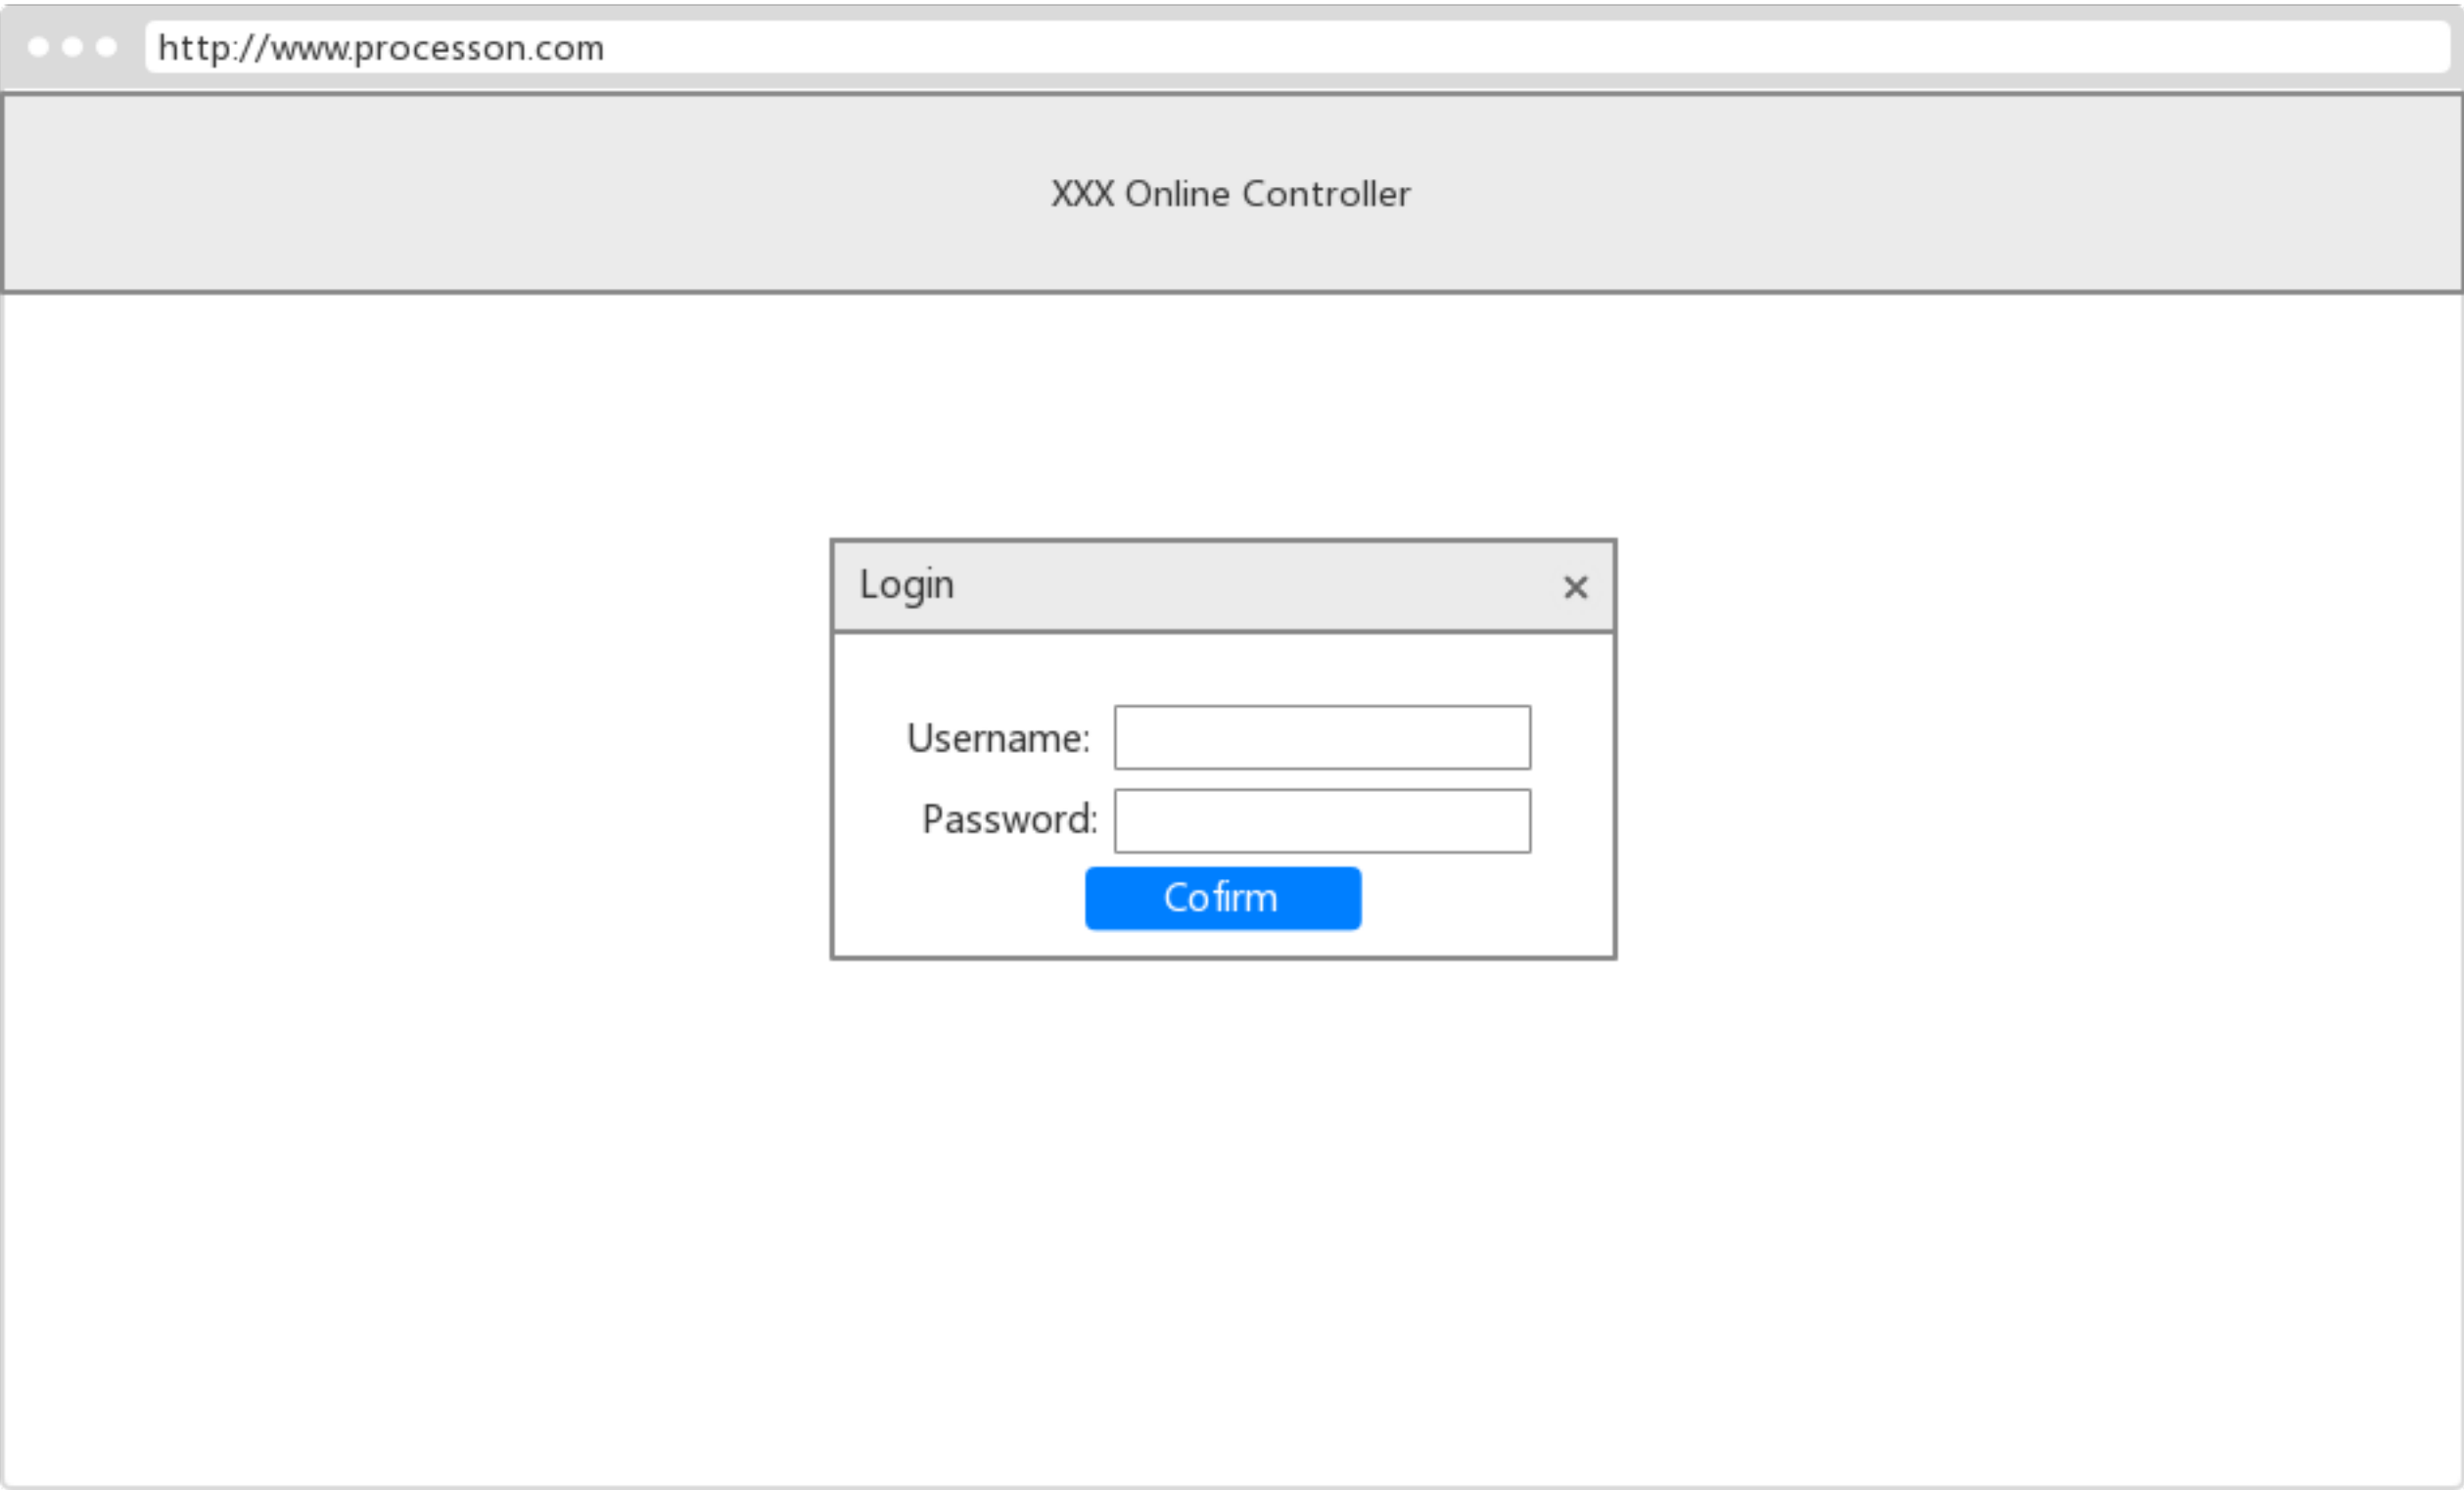 http://www.processon.com
XXX Online Controller
Login
Username:
Password:
Cofirm